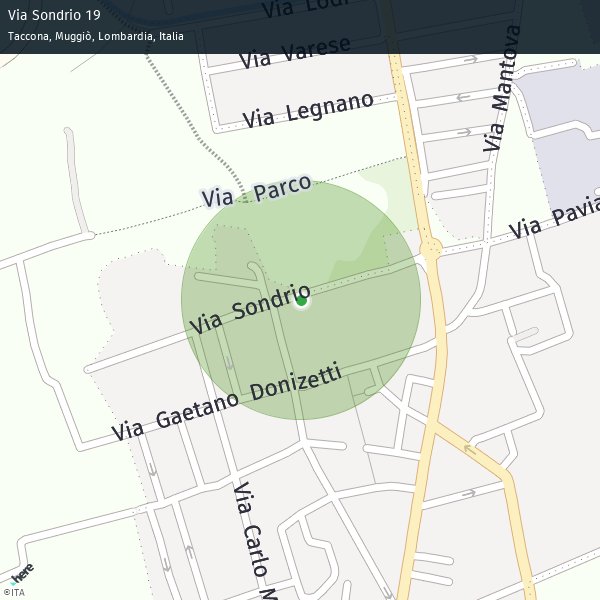 Via Sondrio 19
Taccona, Muggiò, Lombardia, Italia
Via Lodi
Via Varese
Via Legnano
Via Mantova
Via Parco
Via Pavia
Via Sondrio
Via Gaetano Donizetti
Via Carlo
here
©ITA